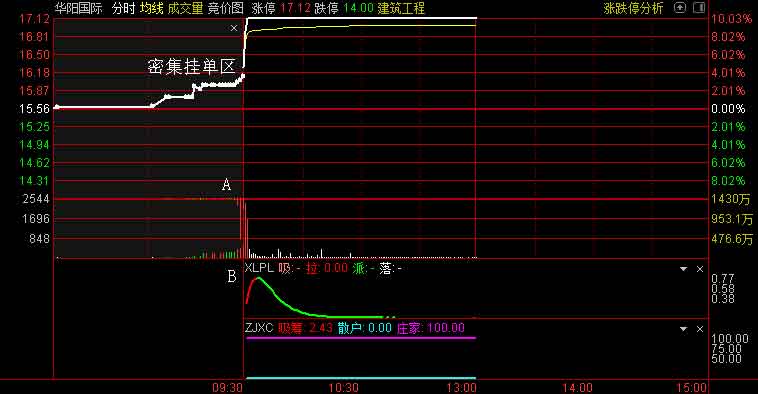 华阳国际 分时 均线 成交量 竞价图 涨停 17.12 跌停 14.00 建筑工程 涨跌停分析
17.12 10.03%
16.81 8.02%
16.50 6.02%
密集挂单区
16.18 4.01%
15.87 2.01%
15.56 0.00%
15.25 2.01%
14.94 4.01%
14.62 6.02%
14.31 A 8.02%
2544 1430万
1696 953.1万
848 476.6万
B XLPL 吸:- 拉: 0.00 派:- 落:-
0.77
0.58
0.38
ZJXC 吸筹: 2.43 散户: 0.00 庄家: 100.00
100.00
75.00
50.00
09:30 10:30 13:00 14:00 15:00